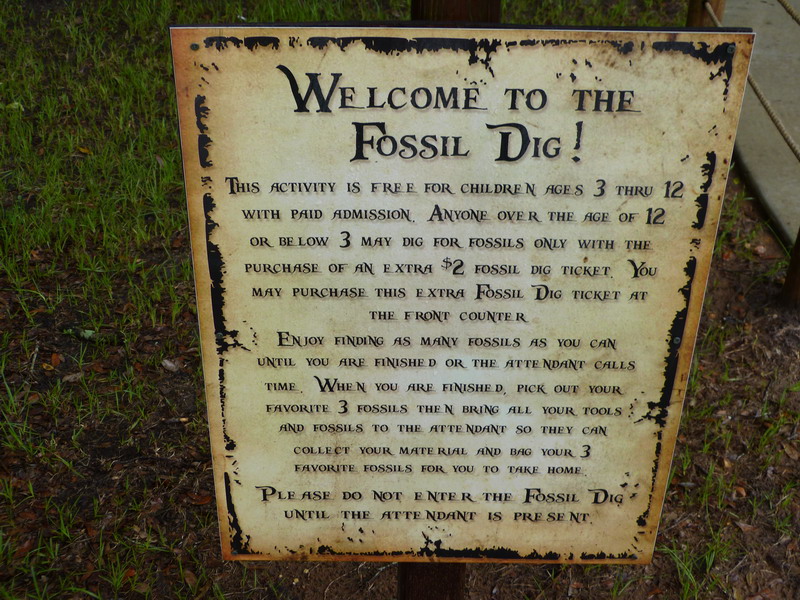 Welcome to the
Fossil Dig!
This activity is free for children ages 3 thru 12
with paid admission. Anyone over the age of 12
or below 3 may dig for fossils only with the
purchase of an extra $2 fossil dig ticket. You
may purchase this extra Fossil Dig ticket at
the front counter.
Enjoy finding as many fossils as you can
until you are finished or the attendant calls
time. When you are finished, pick out your
favorite 3 fossils then bring all your tools
and fossils to the attendant so they can
collect your material and bag your 3
favorite fossils for you to take home.
Please do not enter the Fossil Dig
until the attendant is present.